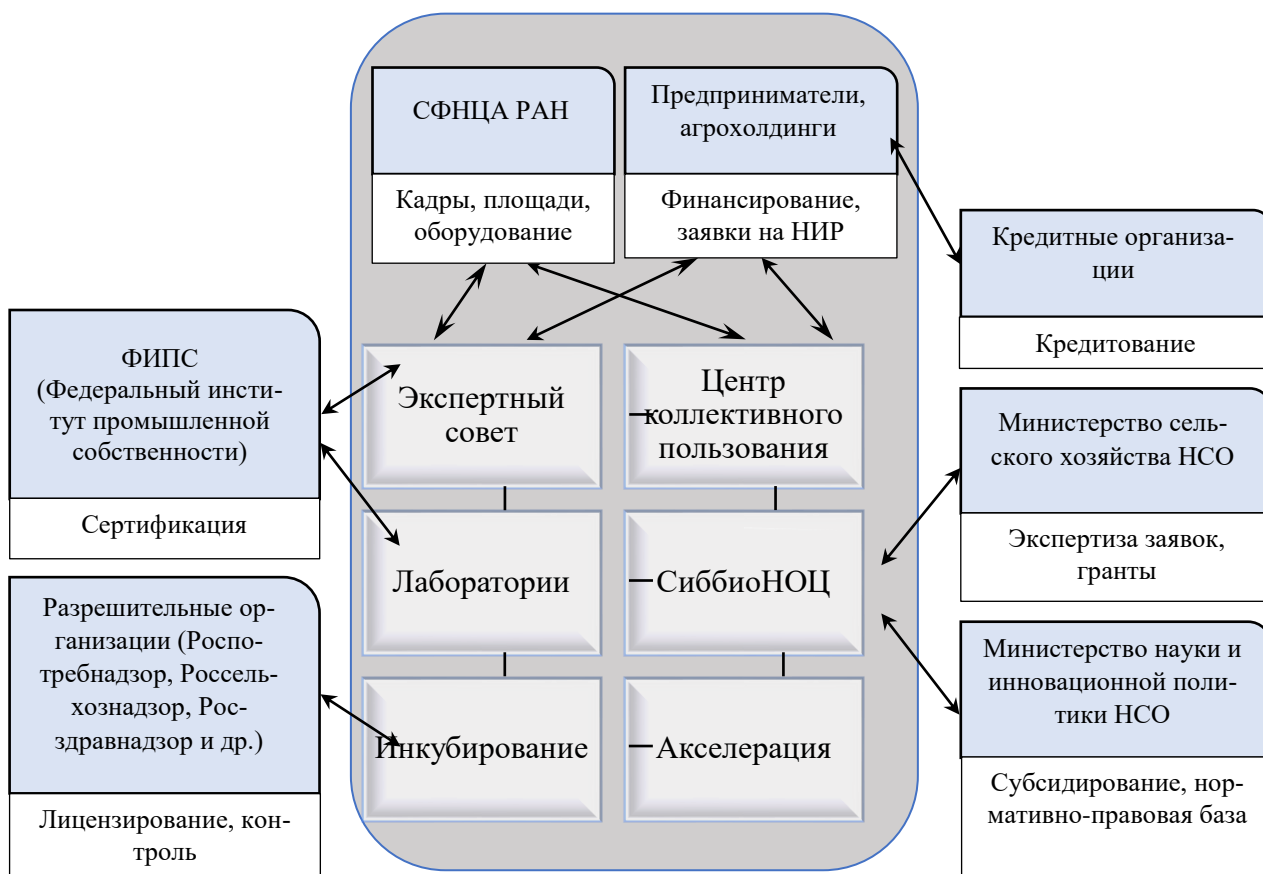 СФНЦА РАН
Кадры, площади,
оборудование
Предприниматели,
агрохолдинги
Финансирование,
заявки на НИР
Кредитные организа-
ции
Кредитование
ФИПС
(Федеральный инсти-
тут промышленной
собственности)
Сертификация
Экспертный
совет
Центр
коллективного
пользования
Министерство сель-
ского хозяйства НСО
Экспертиза заявок,
гранты
Лаборатории
СиббиоНОЦ
Разрешительные ор-
ганизации (Роспо-
требнадзор, Россель-
хознадзор, Рос-
здравнадзор и др.)
Лицензирование, кон-
троль
Инкубирование
Акселерация
Министерство науки и
инновационной поли-
тики НСО
Субсидирование, нор-
мативно-правовая база